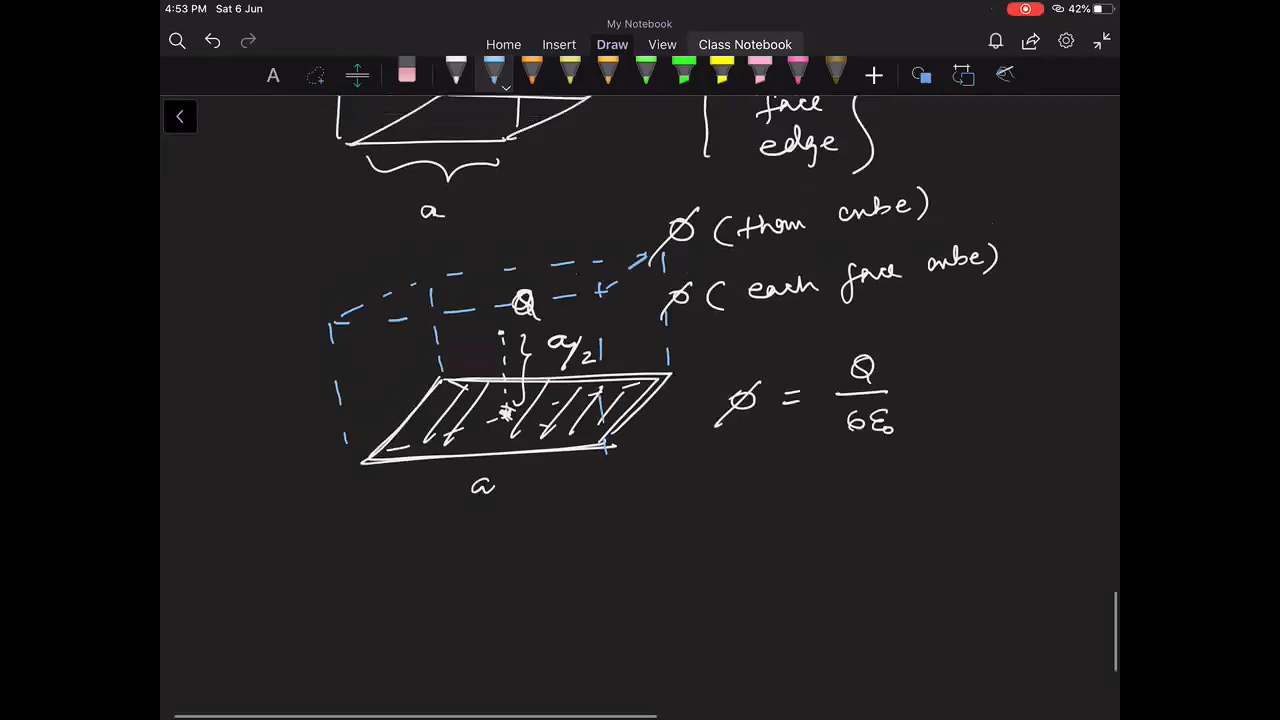 4:53 PM Sat 6 Jun
42%
My Notebook
Home Insert Draw View Class Notebook
A
face
edge
a
ϕ (thom cube)
ϕ ( each face cube)
Q
a/2
ϕ = Q / 6ε₀
a